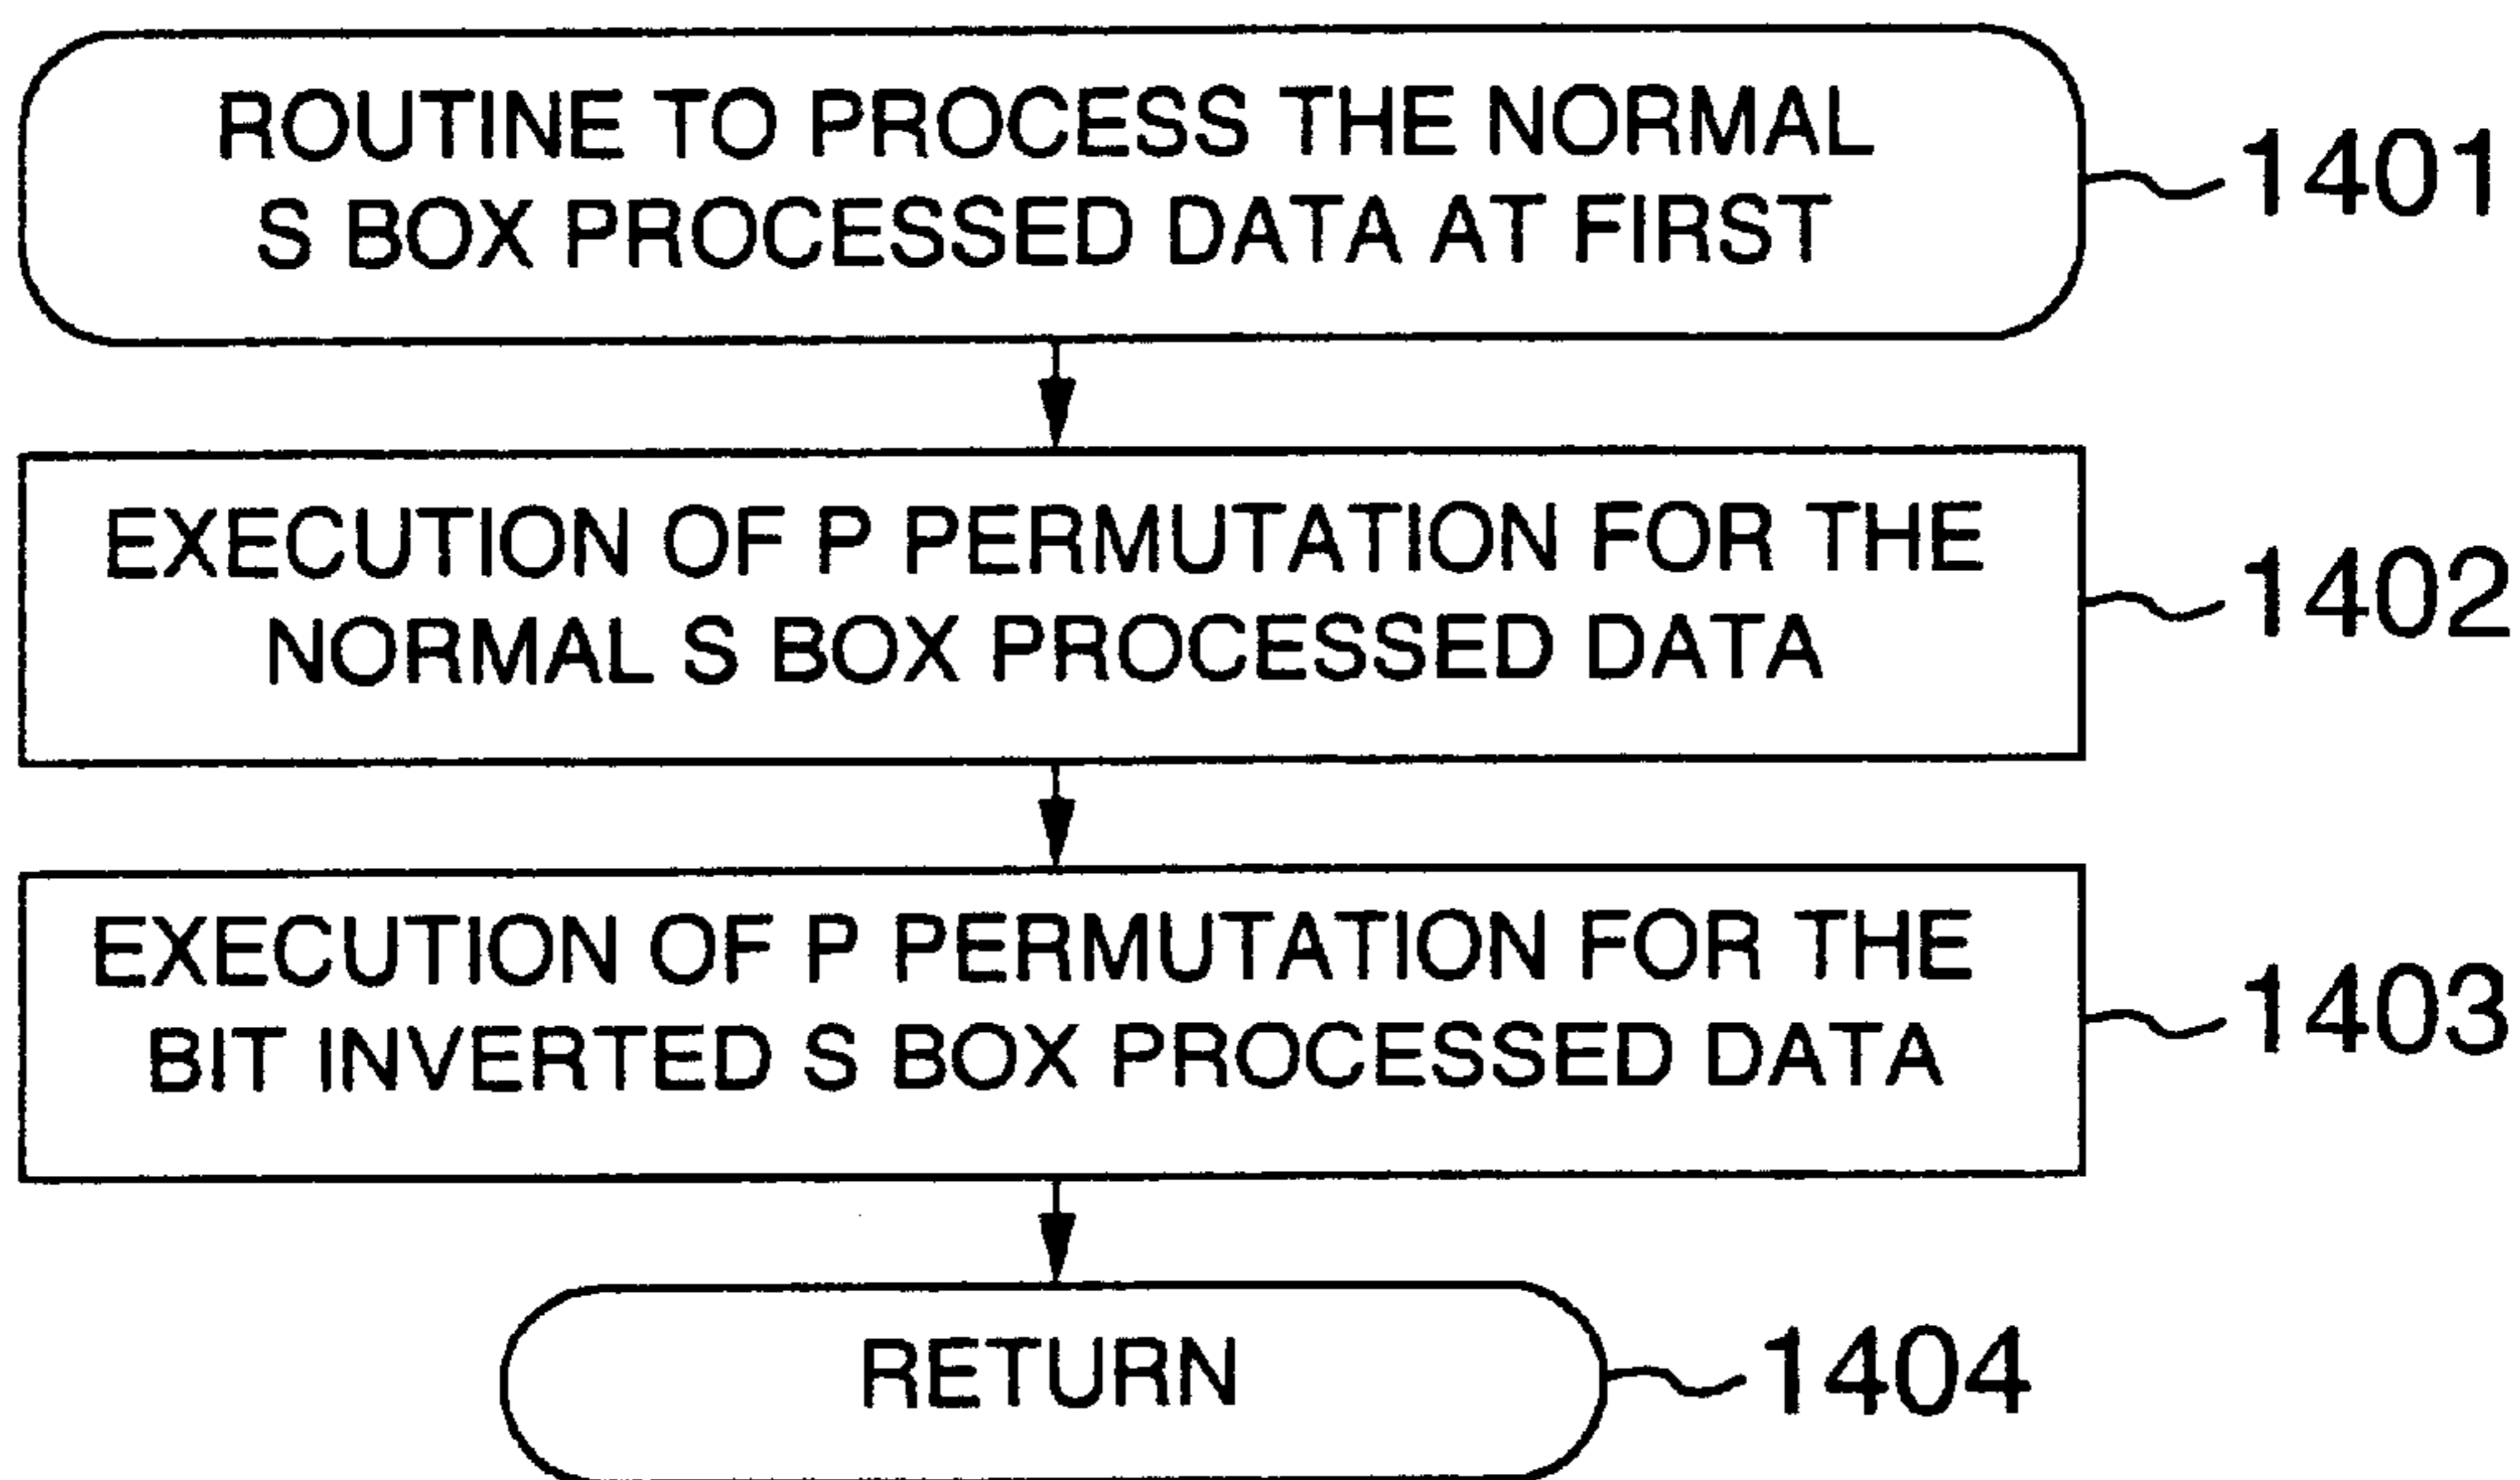 ROUTINE TO PROCESS THE NORMAL
S BOX PROCESSED DATA AT FIRST
1401
EXECUTION OF P PERMUTATION FOR THE
NORMAL S BOX PROCESSED DATA
1402
EXECUTION OF P PERMUTATION FOR THE
BIT INVERTED S BOX PROCESSED DATA
1403
RETURN
1404